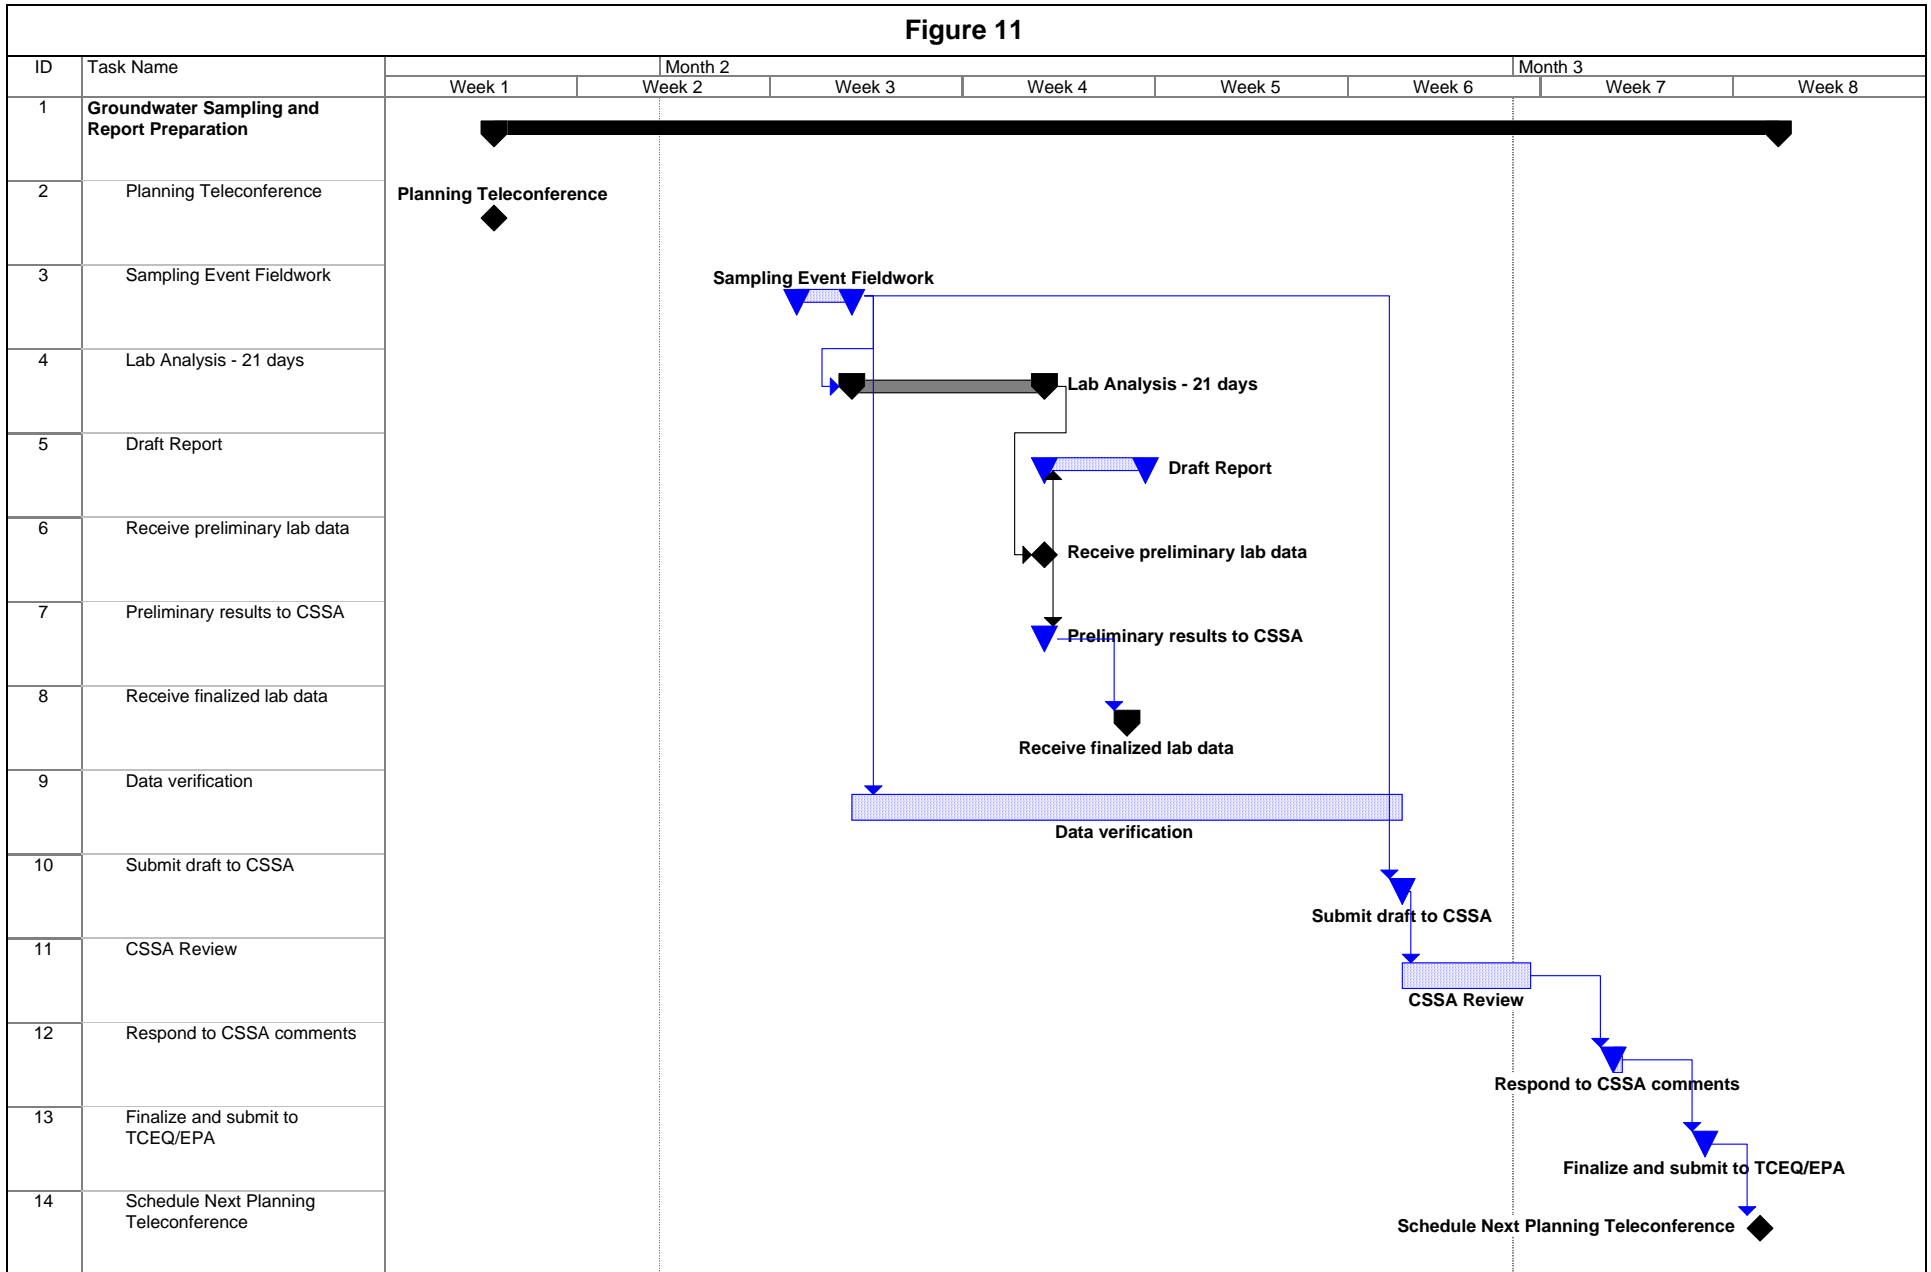 Figure 11
ID Task Name Month 2 Month 3
Week 1 Week 2 Week 3 Week 4 Week 5 Week 6 Week 7 Week 8
1 Groundwater Sampling and
Report Preparation
2 Planning Teleconference Planning Teleconference
3 Sampling Event Fieldwork Sampling Event Fieldwork
4 Lab Analysis - 21 days Lab Analysis - 21 days
5 Draft Report Draft Report
6 Receive preliminary lab data Receive preliminary lab data
7 Preliminary results to CSSA Preliminary results to CSSA
8 Receive finalized lab data
Receive finalized lab data
9 Data verification
Data verification
10 Submit draft to CSSA
Submit draft to CSSA
11 CSSA Review
CSSA Review
12 Respond to CSSA comments
Respond to CSSA comments
13 Finalize and submit to
TCEQ/EPA
Finalize and submit to TCEQ/EPA
14 Schedule Next Planning
Teleconference
Schedule Next Planning Teleconference